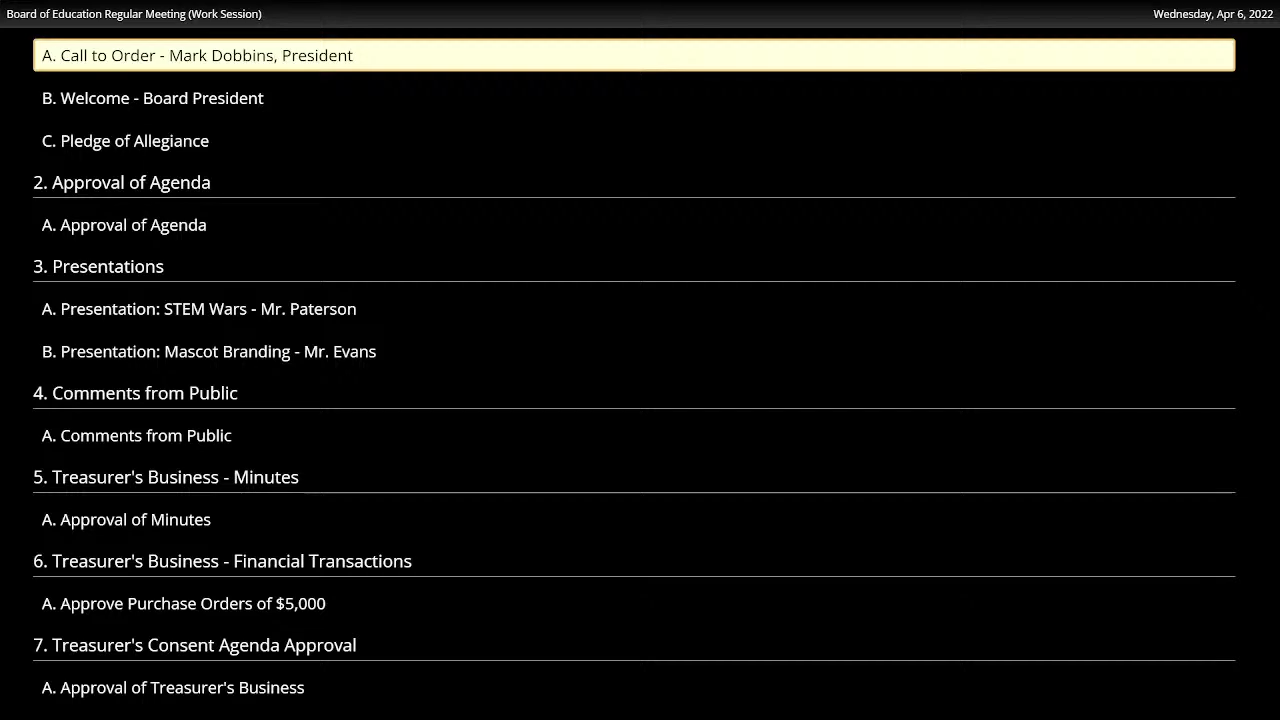 Board of Education Regular Meeting (Work Session)
Wednesday, Apr 6, 2022
A. Call to Order - Mark Dobbins, President
B. Welcome - Board President
C. Pledge of Allegiance
2. Approval of Agenda
A. Approval of Agenda
3. Presentations
A. Presentation: STEM Wars - Mr. Paterson
B. Presentation: Mascot Branding - Mr. Evans
4. Comments from Public
A. Comments from Public
5. Treasurer's Business - Minutes
A. Approval of Minutes
6. Treasurer's Business - Financial Transactions
A. Approve Purchase Orders of $5,000
7. Treasurer's Consent Agenda Approval
A. Approval of Treasurer's Business